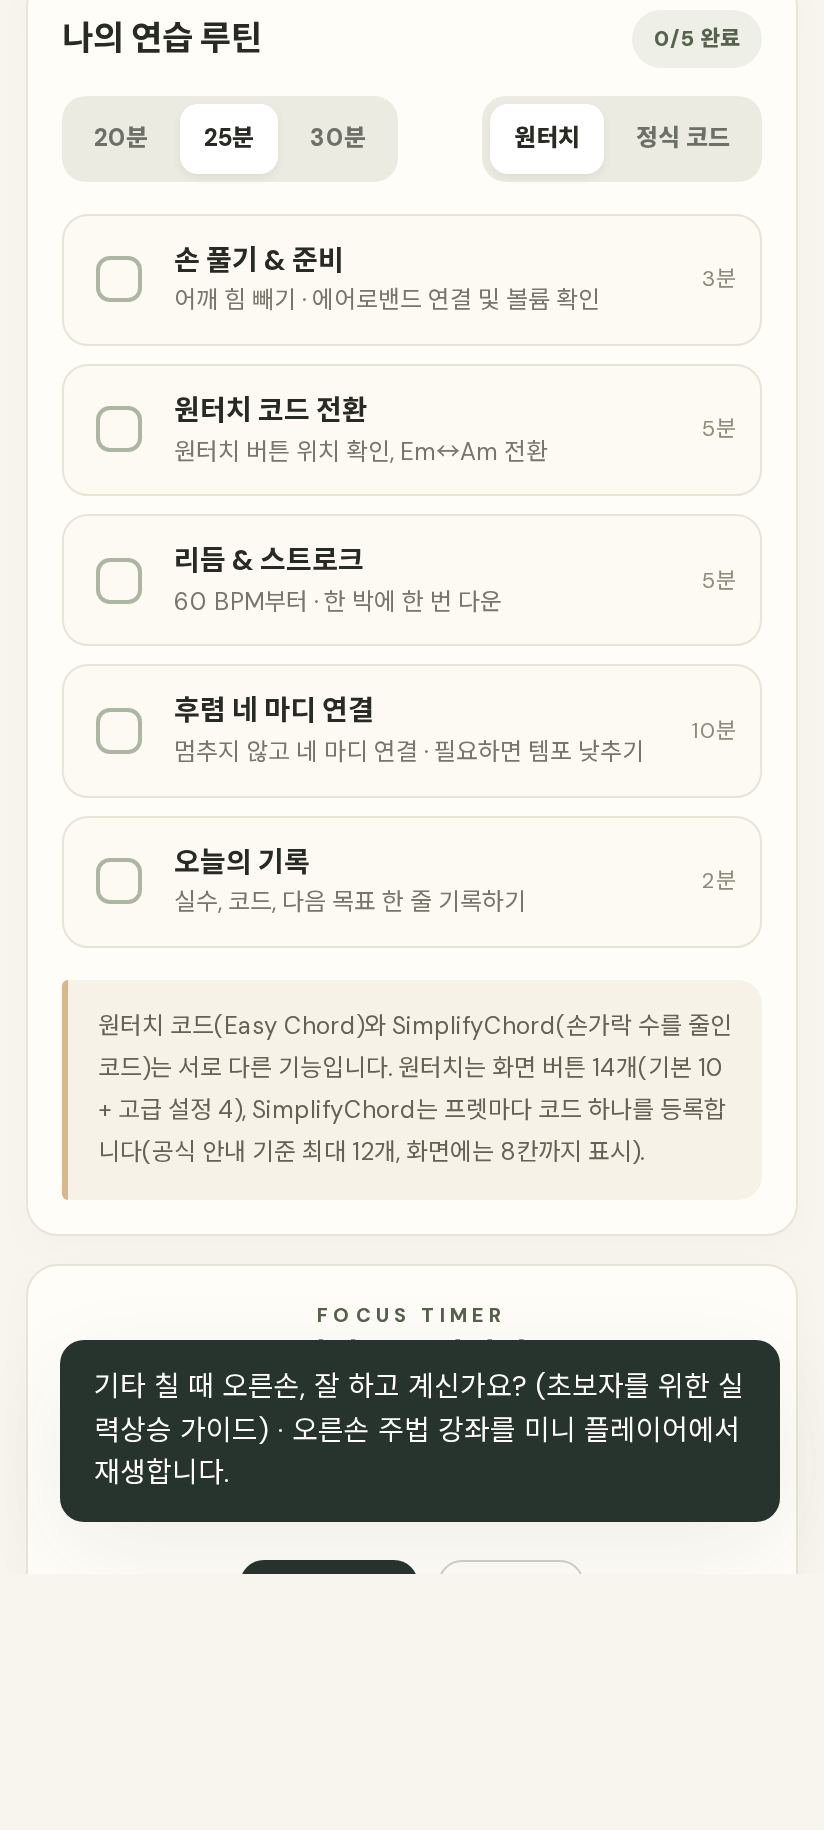 나의 연습 루틴
0/5 완료
20분 25분 30분
원터치 정식 코드
손 풀기 & 준비
어깨 힘 빼기 · 에어로밴드 연결 및 볼륨 확인
3분
원터치 코드 전환
원터치 버튼 위치 확인, Em↔Am 전환
5분
리듬 & 스트로크
60 BPM부터 · 한 박에 한 번 다운
5분
후렴 네 마디 연결
멈추지 않고 네 마디 연결 · 필요하면 템포 낮추기
10분
오늘의 기록
실수, 코드, 다음 목표 한 줄 기록하기
2분
원터치 코드(Easy Chord)와 SimplifyChord(손가락 수를 줄인
코드)는 서로 다른 기능입니다. 원터치는 화면 버튼 14개(기본 10
+ 고급 설정 4), SimplifyChord는 프렛마다 코드 하나를 등록합
니다(공식 안내 기준 최대 12개, 화면에는 8칸까지 표시).
FOCUS TIMER
기타 칠 때 오른손, 잘 하고 계신가요? (초보자를 위한 실
력상승 가이드) · 오른손 주법 강좌를 미니 플레이어에서
재생합니다.